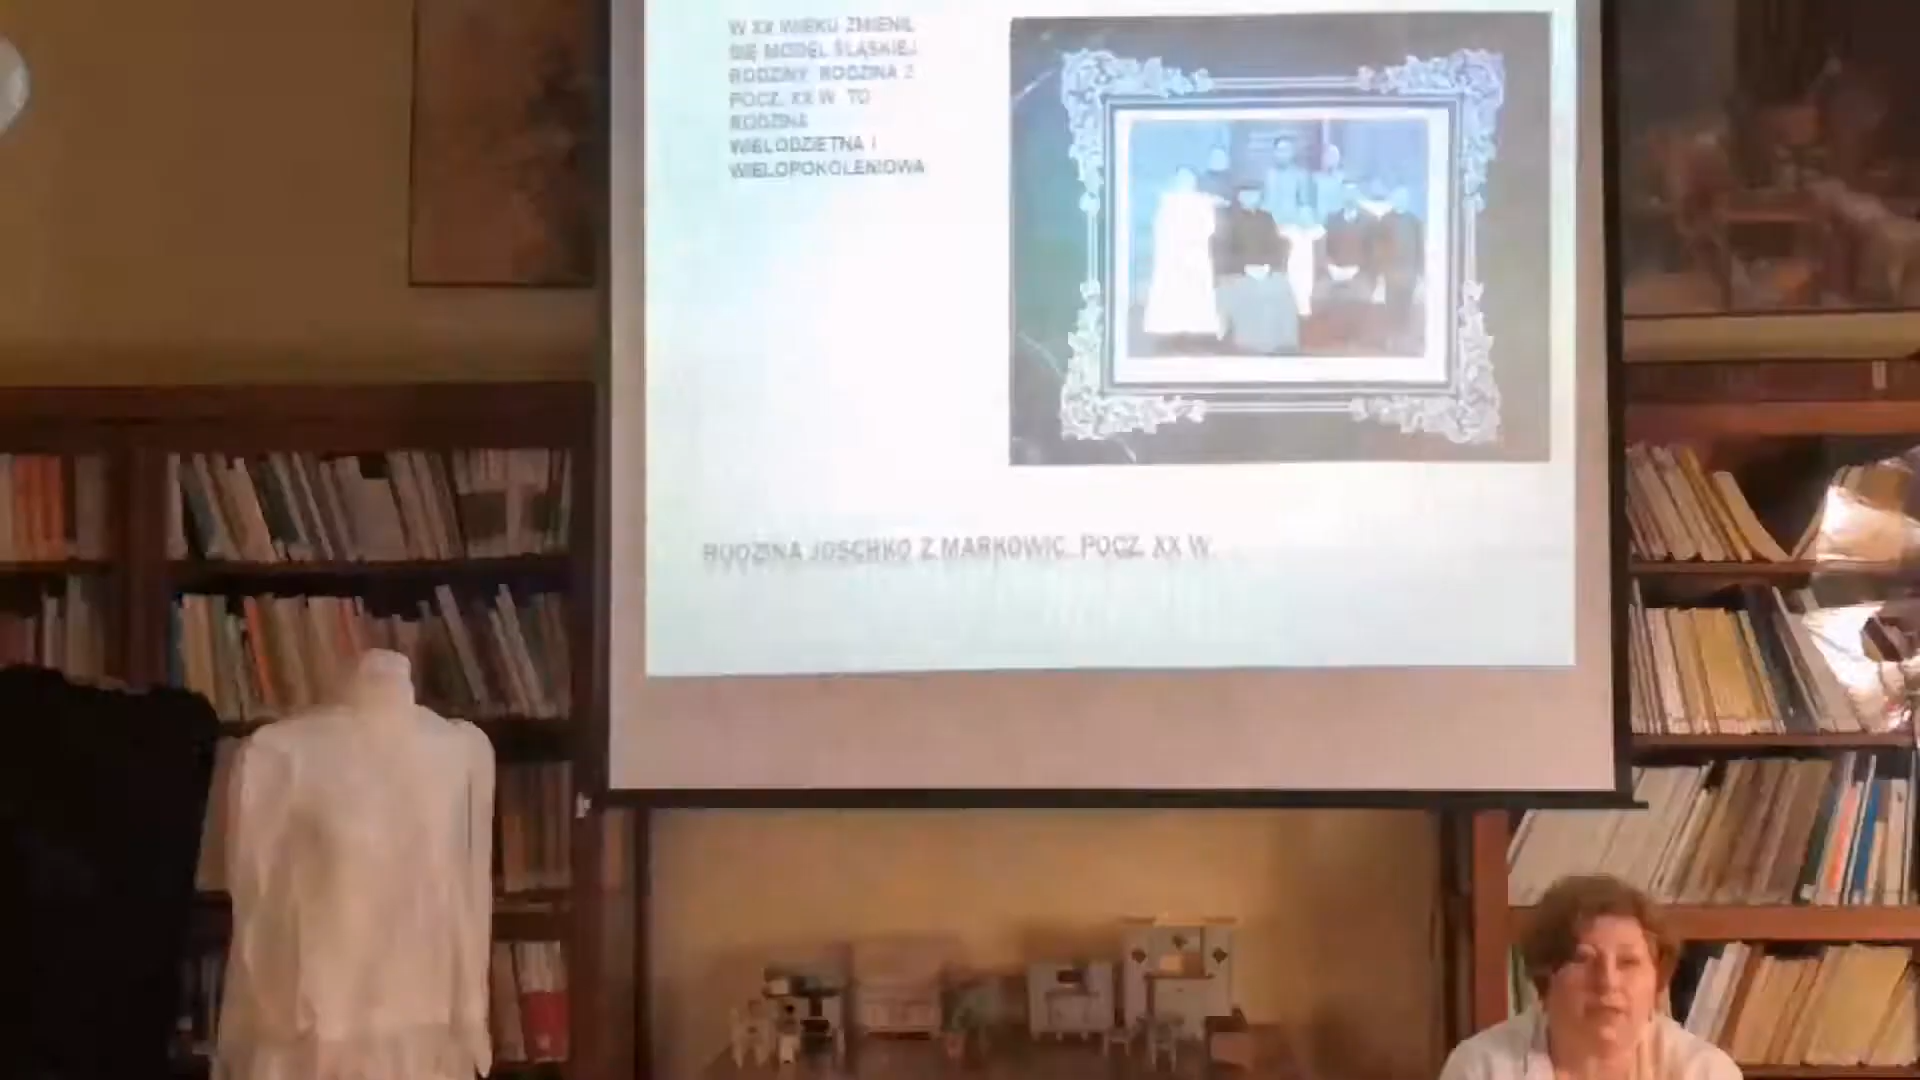 W XX WIEKU ZMIENIŁ
SIĘ MODEL ŚLĄSKIEJ
RODZINY. RODZINA Z
POCZ. XX W. TO
RODZINA
WIELODZIETNA I
WIELOPOKOLENIOWA
RODZINA JOSCHKO Z MARKOWIC. POCZ. XX W.